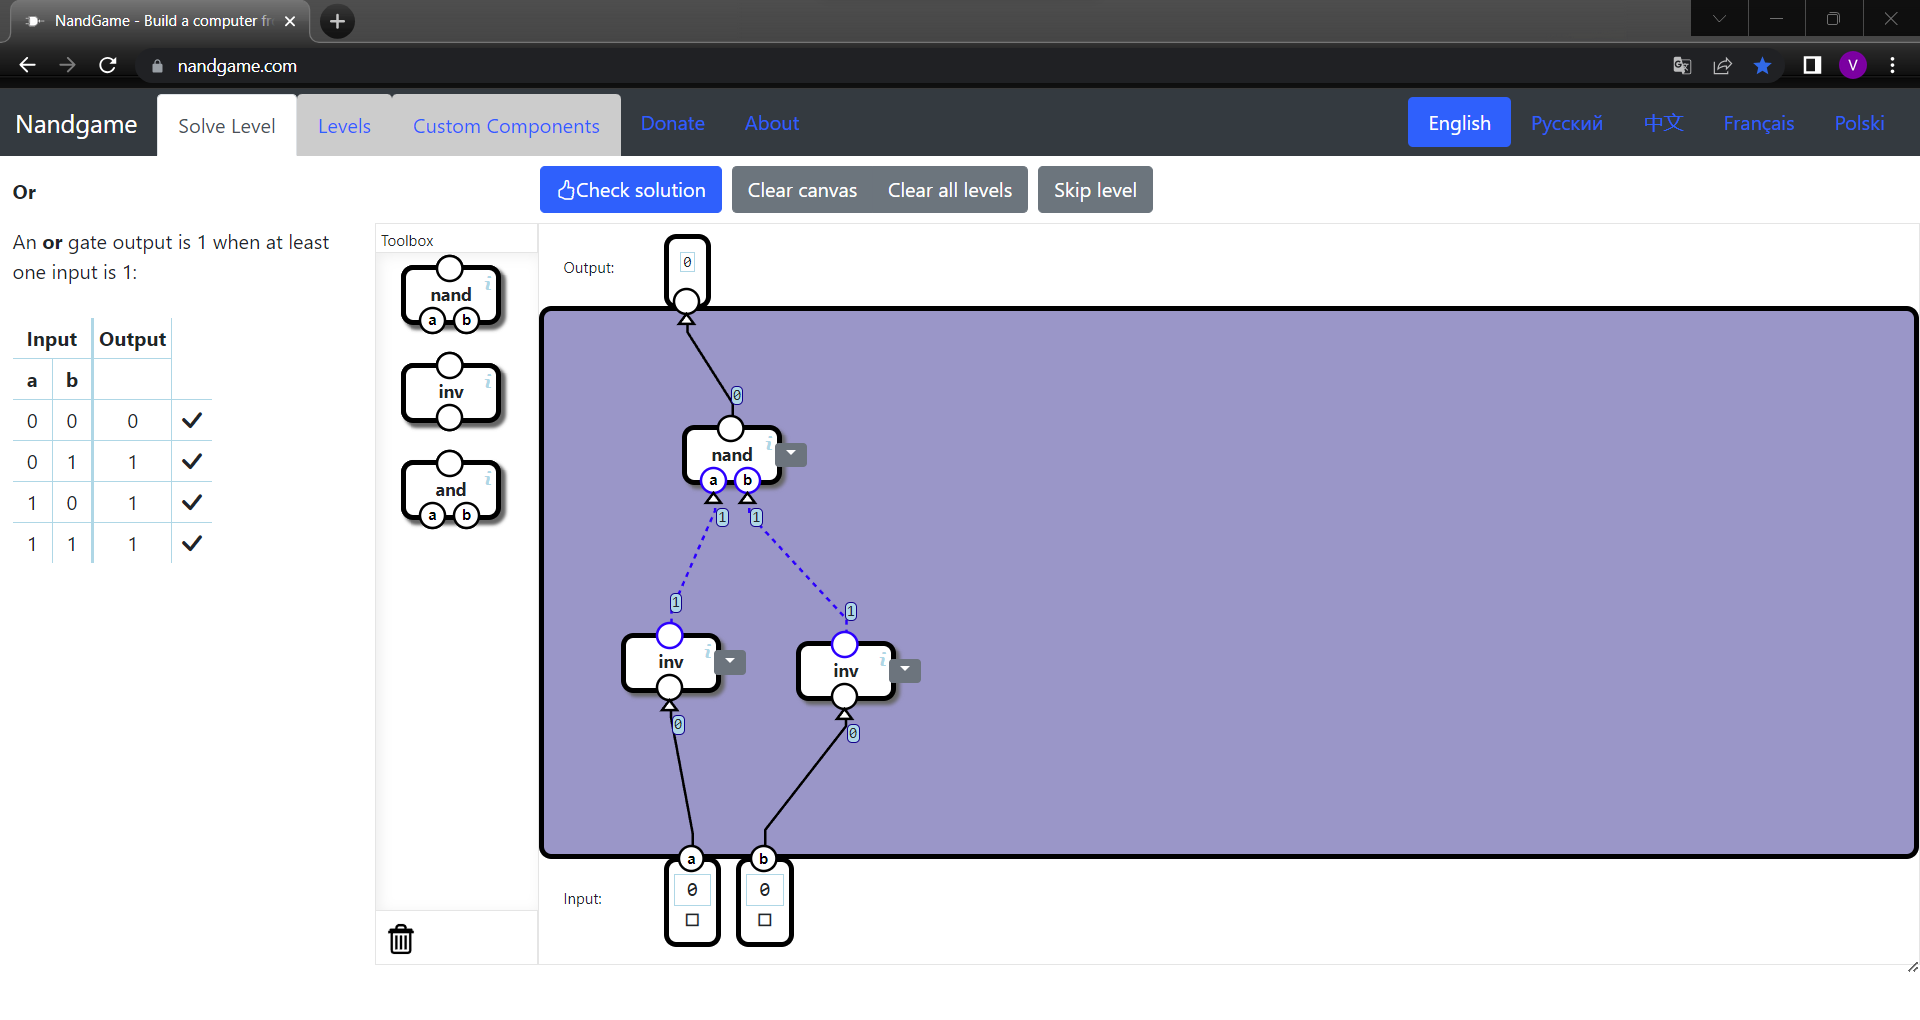 NandGame - Build a computer fr
nandgame.com
V
Nandgame
Solve Level
Levels
Custom Components
Donate
About
English
Русский
中文
Français
Polski
Or
Check solution
Clear canvas
Clear all levels
Skip level
An or gate output is 1 when at least
one input is 1:
Input Output
a b
0 0 0
0 1 1
1 0 1
1 1 1
Toolbox
nand
i
a b
inv
i
and
i
a b
Output:
0
0
nand
i
a b
1 1
1 1
inv
i
inv
i
0 0
a b
Input:
0 0